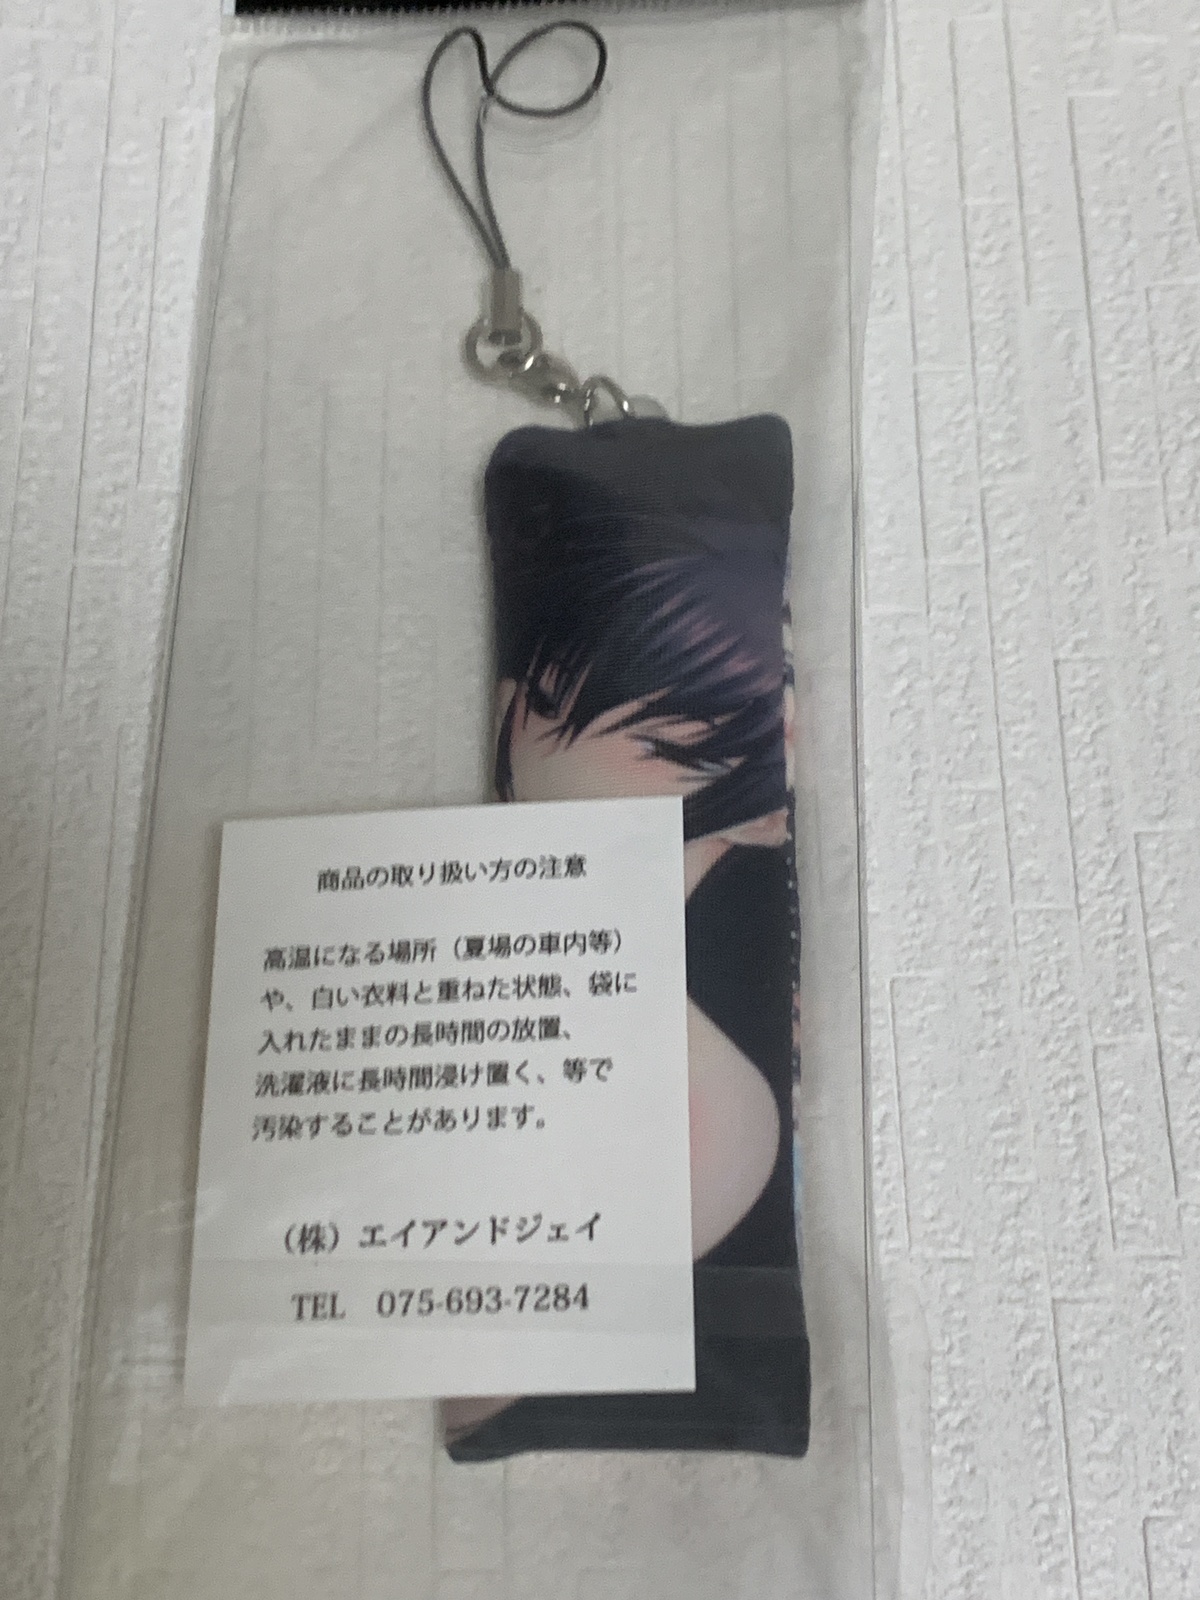 商品の取り扱い方の注意
高温になる場所（夏場の車内等）
や、白い衣料と重ねた状態、袋に
入れたままの長時間の放置、
洗濯液に長時間浸け置く、等で
汚染することがあります。
（株）エイアンドジェイ
TEL 075-693-7284